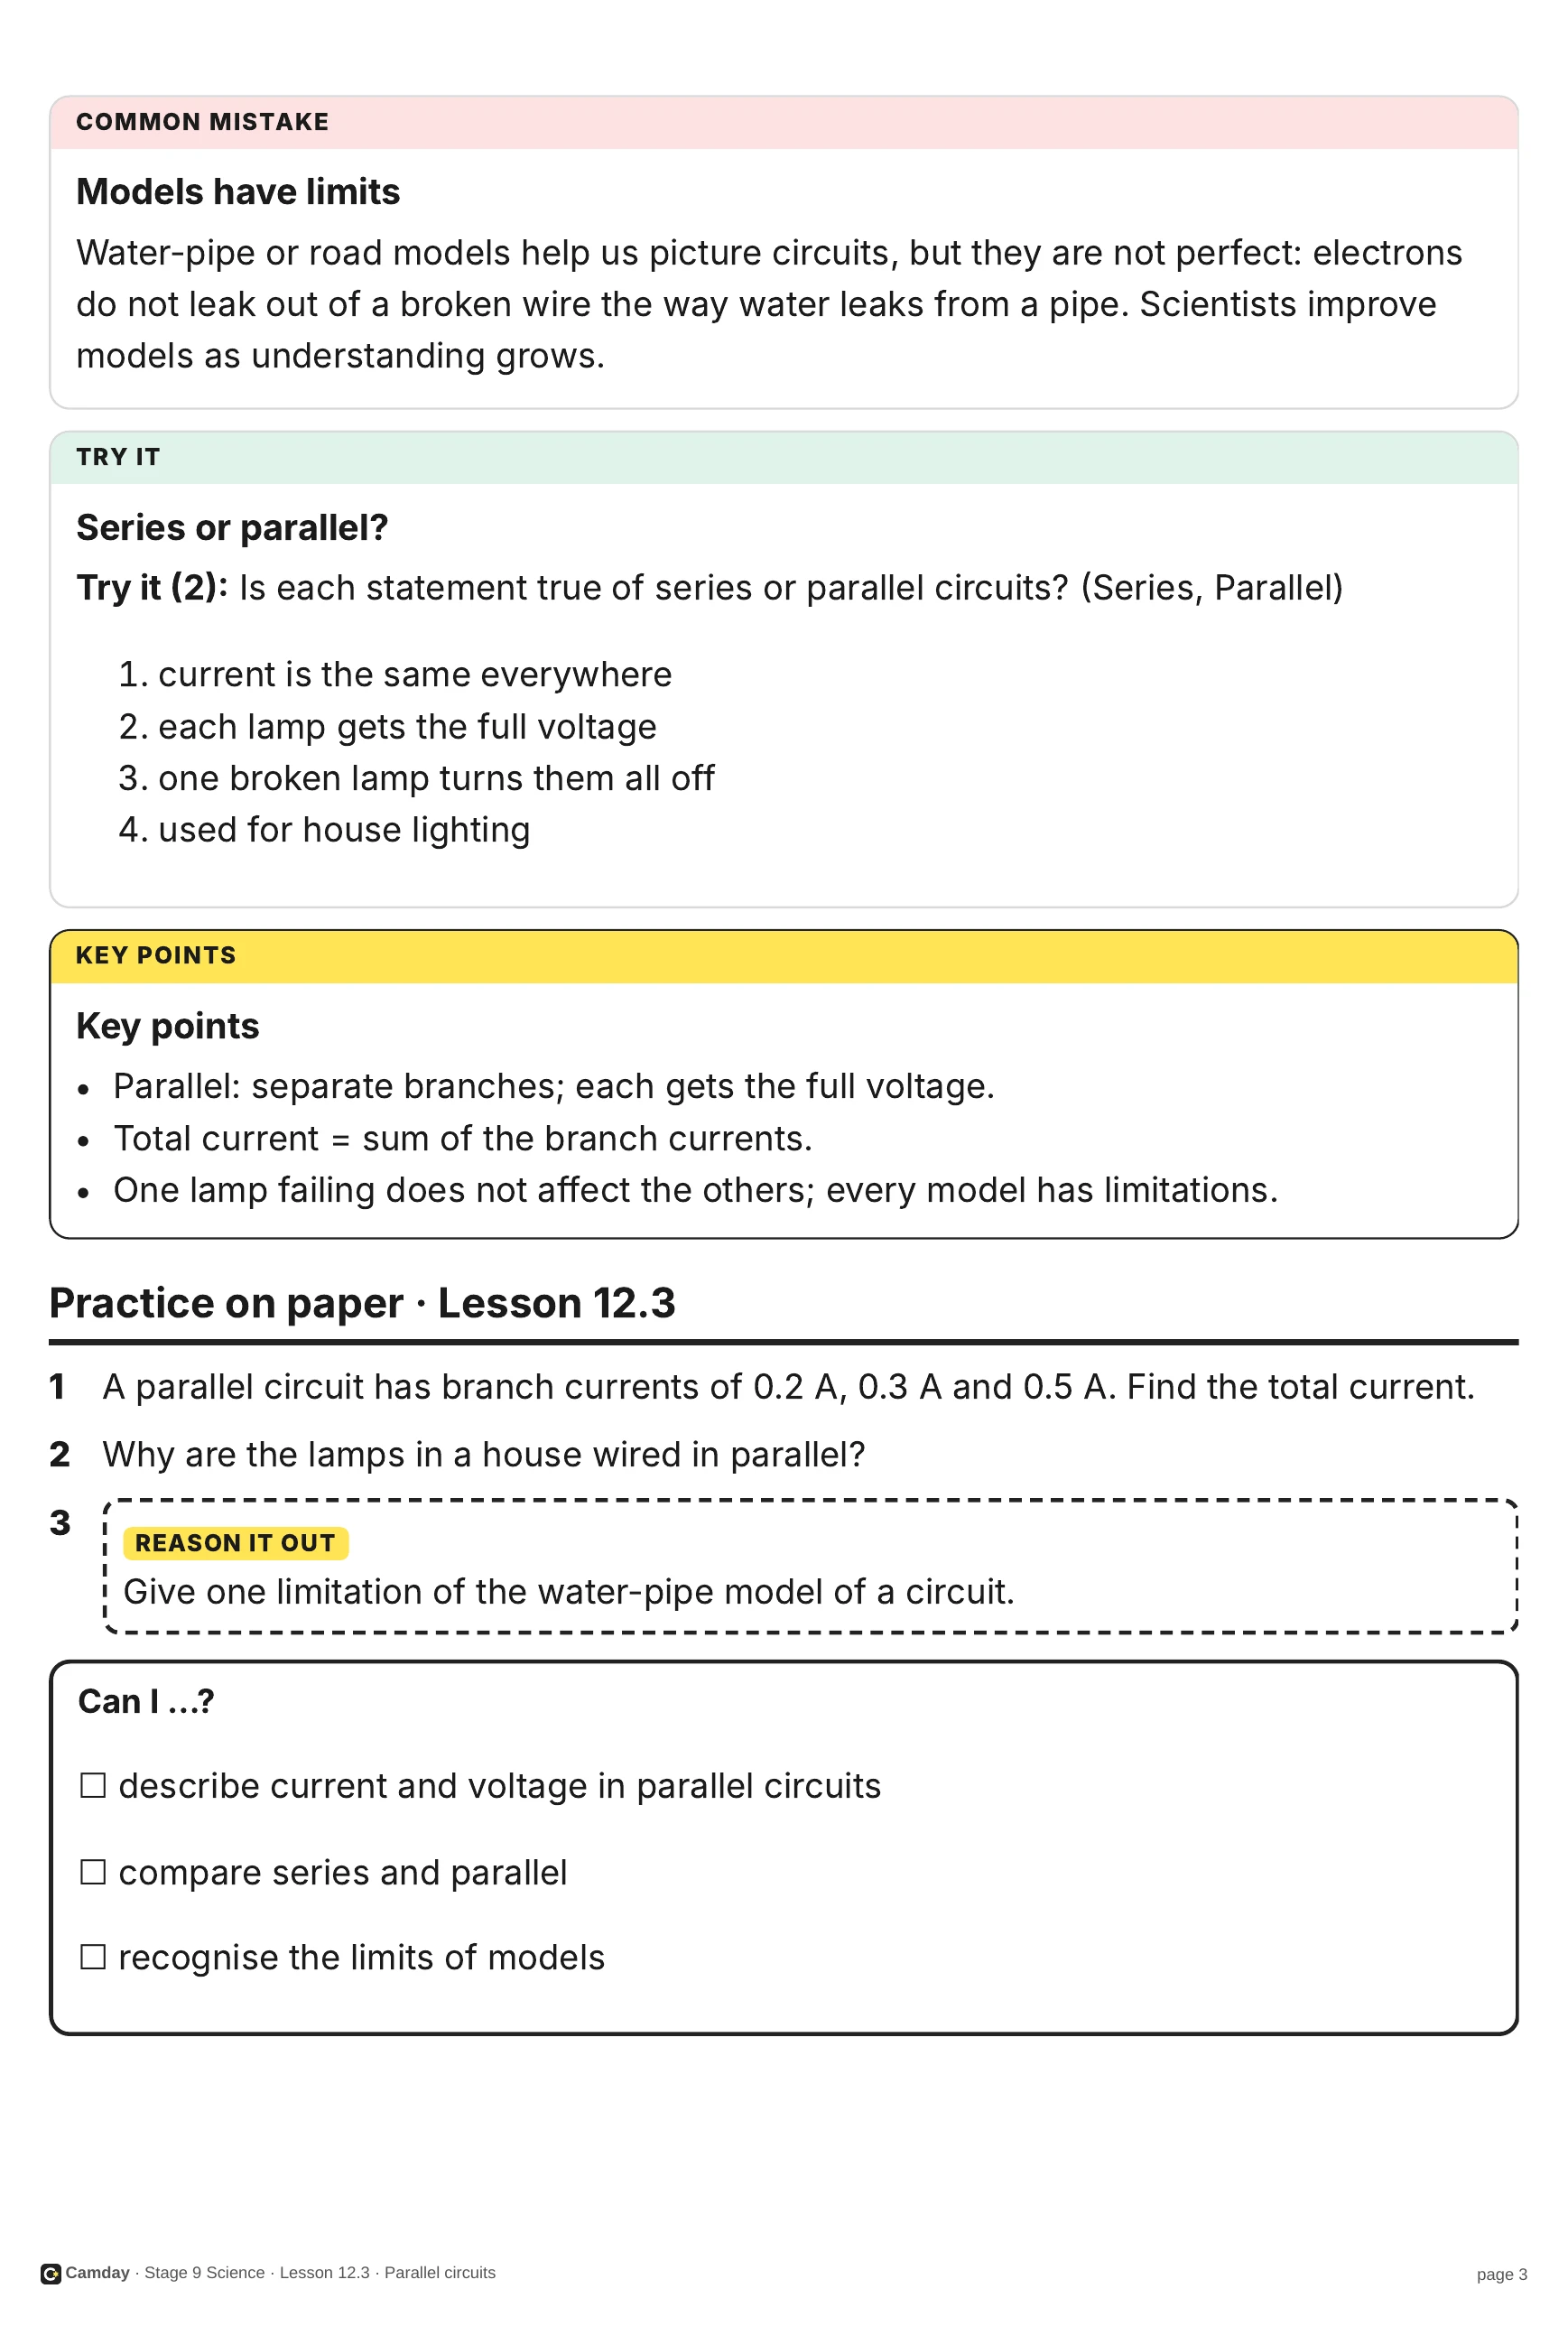 COMMON MISTAKE
Models have limits
Water-pipe or road models help us picture circuits, but they are not perfect: electrons
do not leak out of a broken wire the way water leaks from a pipe. Scientists improve
models as understanding grows.
TRY IT
Series or parallel?
Try it (2): Is each statement true of series or parallel circuits? (Series, Parallel)
1. current is the same everywhere
2. each lamp gets the full voltage
3. one broken lamp turns them all off
4. used for house lighting
KEY POINTS
Key points
• Parallel: separate branches; each gets the full voltage.
• Total current = sum of the branch currents.
• One lamp failing does not affect the others; every model has limitations.
Practice on paper · Lesson 12.3
1 A parallel circuit has branch currents of 0.2 A, 0.3 A and 0.5 A. Find the total current.
2 Why are the lamps in a house wired in parallel?
3 REASON IT OUT
Give one limitation of the water-pipe model of a circuit.
Can I ...?
☐ describe current and voltage in parallel circuits
☐ compare series and parallel
☐ recognise the limits of models
Camday · Stage 9 Science · Lesson 12.3 · Parallel circuits
page 3